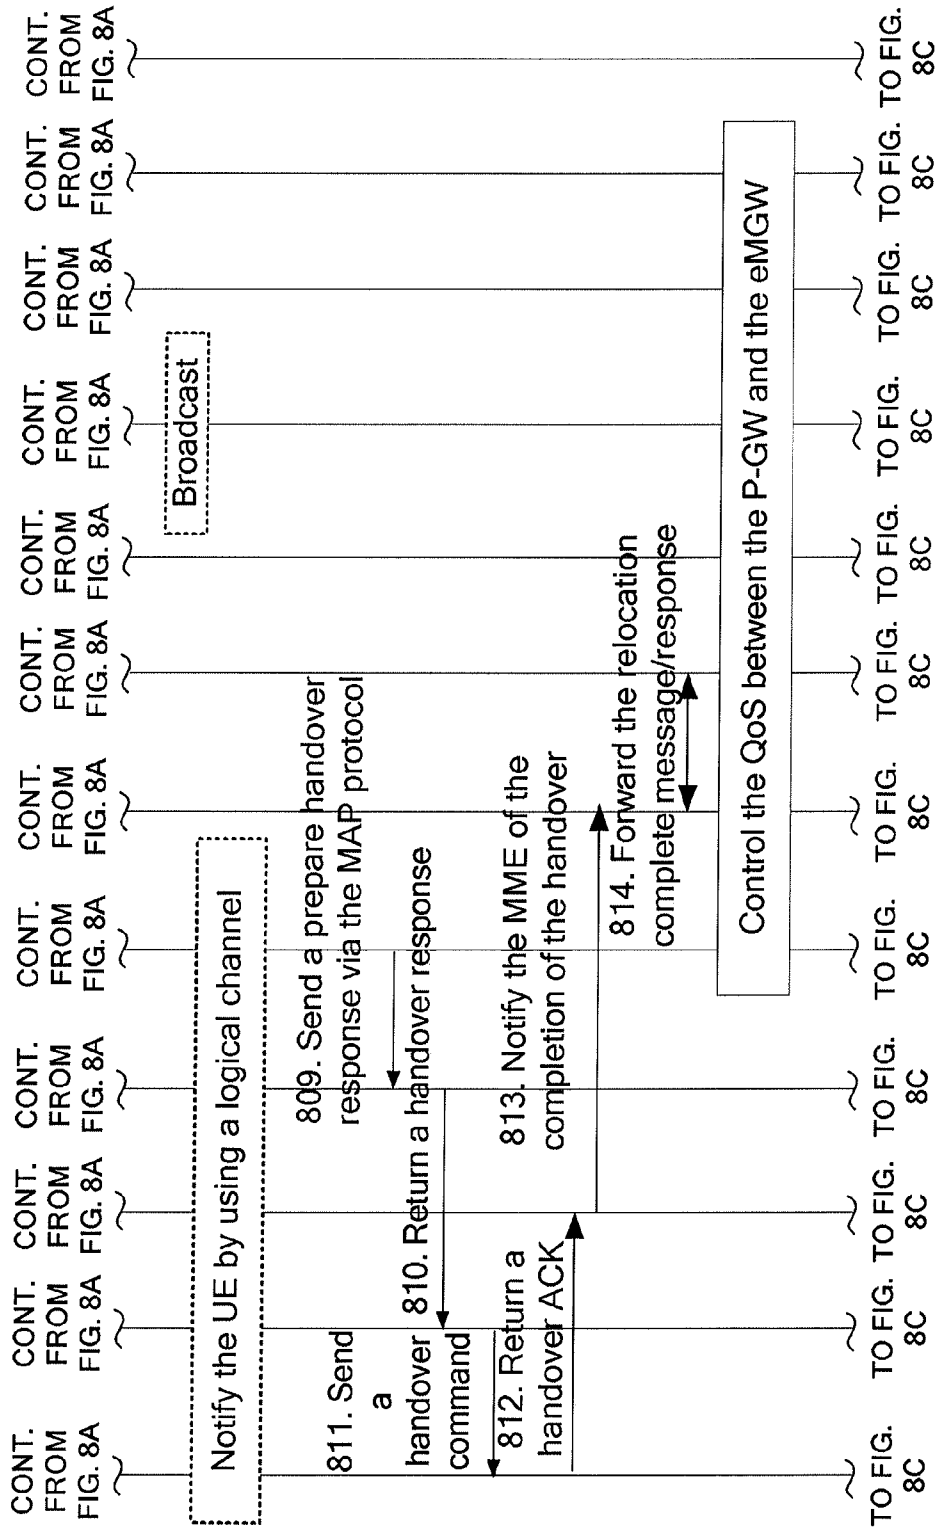 CONT.
FROM
FIG. 8A
CONT.
FROM
FIG. 8A
CONT.
FROM
FIG. 8A
CONT.
FROM
FIG. 8A
CONT.
FROM
FIG. 8A
CONT.
FROM
FIG. 8A
CONT.
FROM
FIG. 8A
CONT.
FROM
FIG. 8A
CONT.
FROM
FIG. 8A
CONT.
FROM
FIG. 8A
CONT.
FROM
FIG. 8A
CONT.
FROM
FIG. 8A
Broadcast
Notify the UE by using a logical channel
809. Send a prepare handover
response via the MAP protocol
810. Return a handover response
811. Send
a
handover
command
812. Return a
handover ACK
813. Notify the MME of the
completion of the handover
814. Forward the relocation
complete message/response
Control the QoS between the P-GW and the eMGW
TO FIG.
8C
TO FIG.
8C
TO FIG.
8C
TO FIG.
8C
TO FIG.
8C
TO FIG.
8C
TO FIG.
8C
TO FIG.
8C
TO FIG.
8C
TO FIG.
8C
TO FIG.
8C
TO FIG.
8C